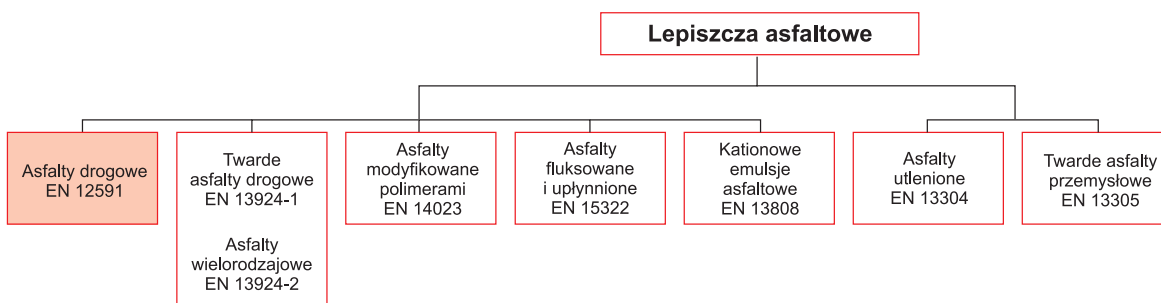 Lepiszcza asfaltowe
Asfalty drogowe
EN 12591
Twarde
asfalty drogowe
EN 13924-1
Asfalty
wielorodzajowe
EN 13924-2
Asfalty
modyfikowane
polimerami
EN 14023
Asfalty
fluksowane
i upłynnione
EN 15322
Kationowe
emulsje
asfaltowe
EN 13808
Asfalty
utlenione
EN 13304
Twarde asfalty
przemysłowe
EN 13305